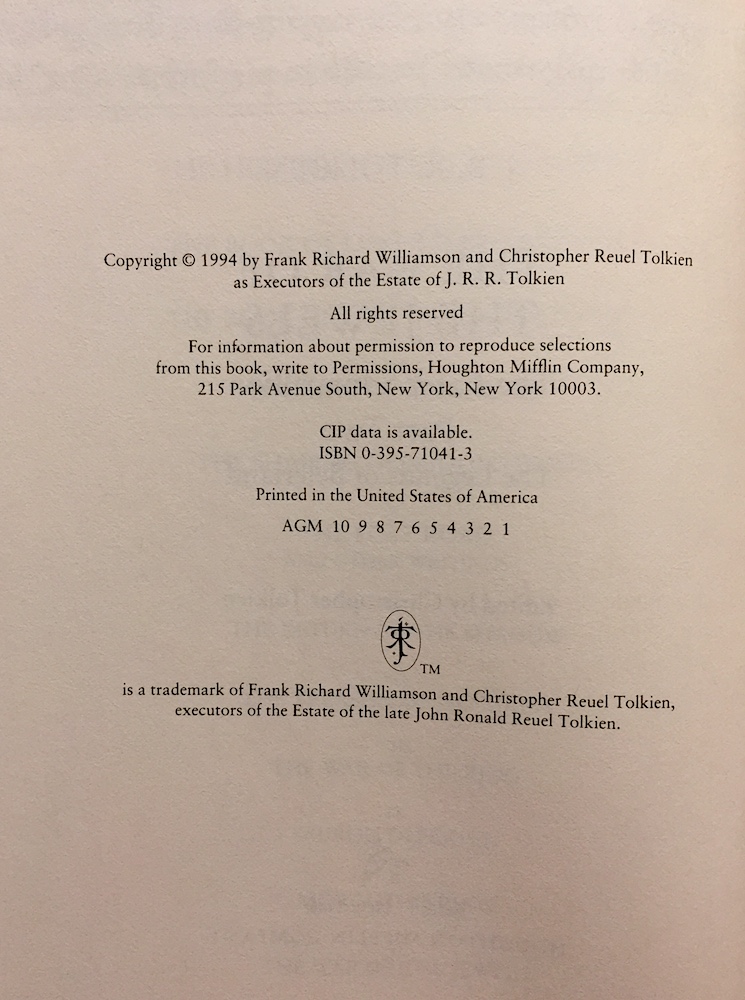 Copyright © 1994 by Frank Richard Williamson and Christopher Reuel Tolkien
as Executors of the Estate of J. R. R. Tolkien
All rights reserved
For information about permission to reproduce selections
from this book, write to Permissions, Houghton Mifflin Company,
215 Park Avenue South, New York, New York 10003.
CIP data is available.
ISBN 0-395-71041-3
Printed in the United States of America
AGM 10 9 8 7 6 5 4 3 2 1
TM
is a trademark of Frank Richard Williamson and Christopher Reuel Tolkien,
executors of the Estate of the late John Ronald Reuel Tolkien.